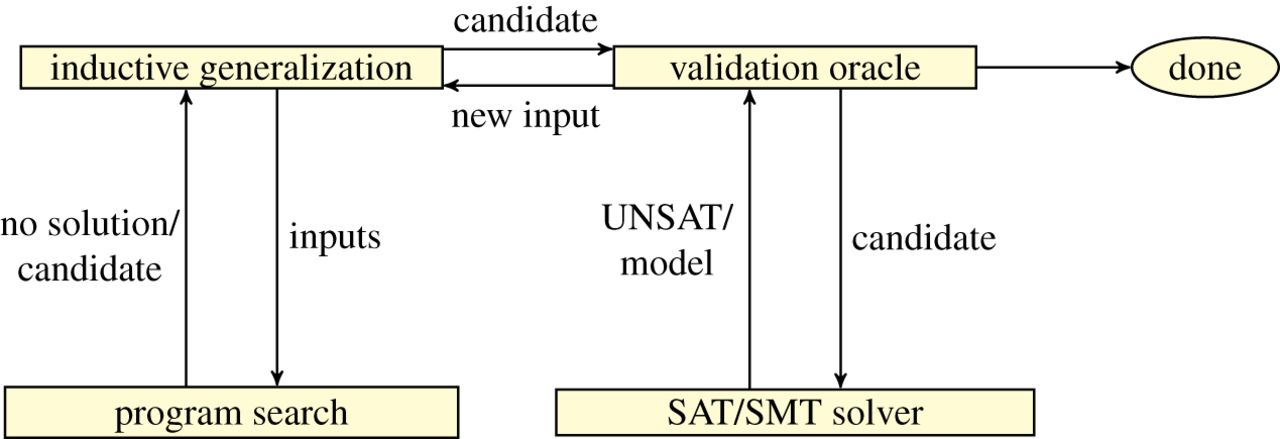 candidate
inductive generalization
validation oracle
done
new input
no solution/
candidate
inputs
UNSAT/
model
candidate
program search
SAT/SMT solver